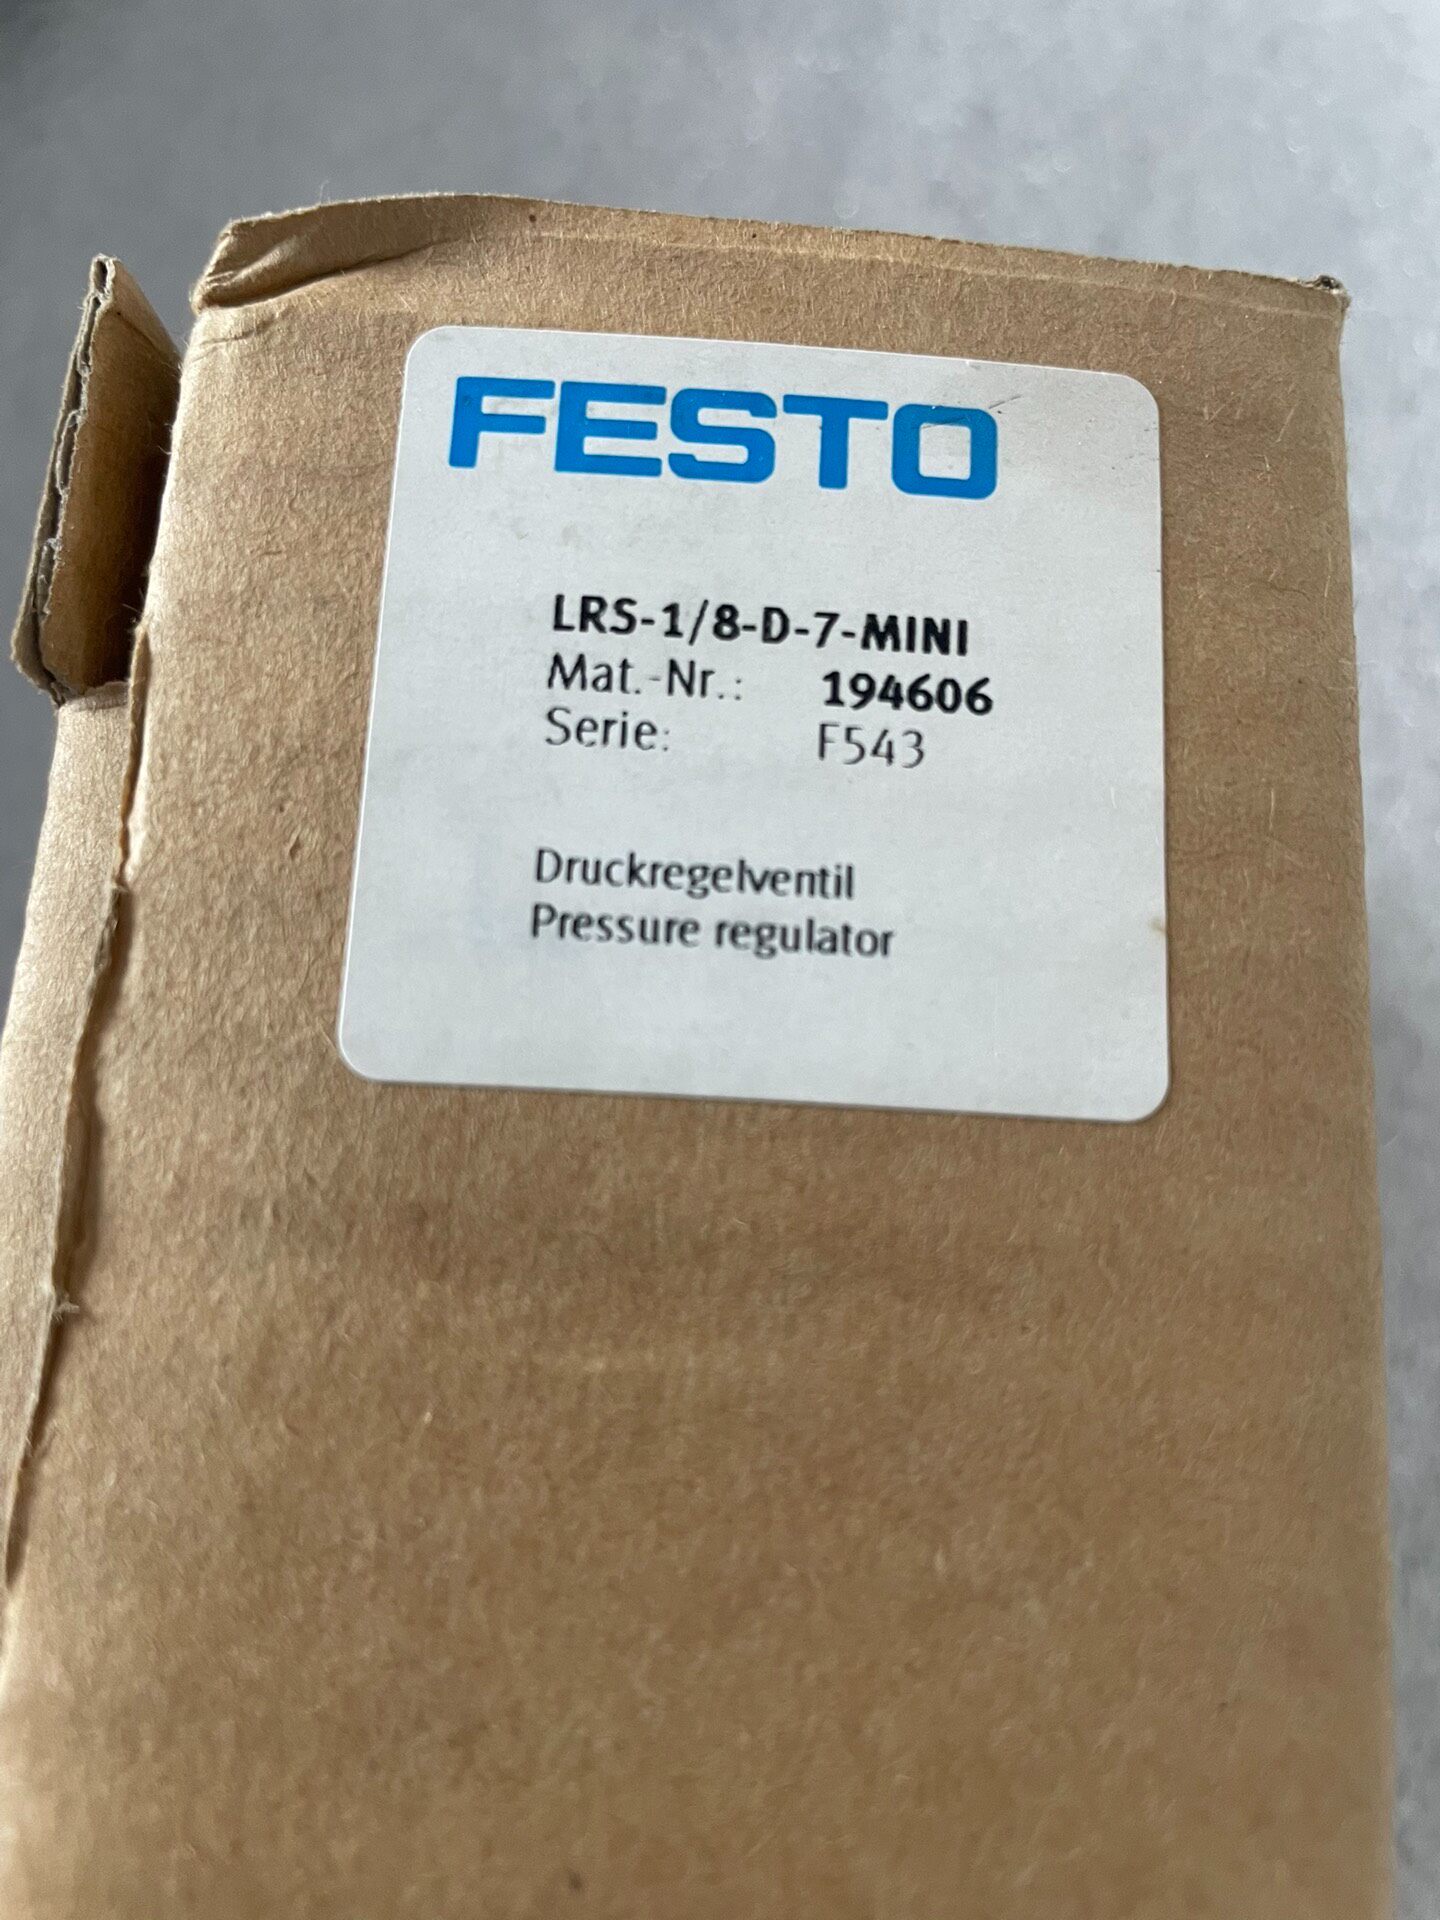 FESTO
LRS-1/8-D-7-MINI
Mat.-Nr.: 194606
Serie: F543
Druckregelventil
Pressure regulator